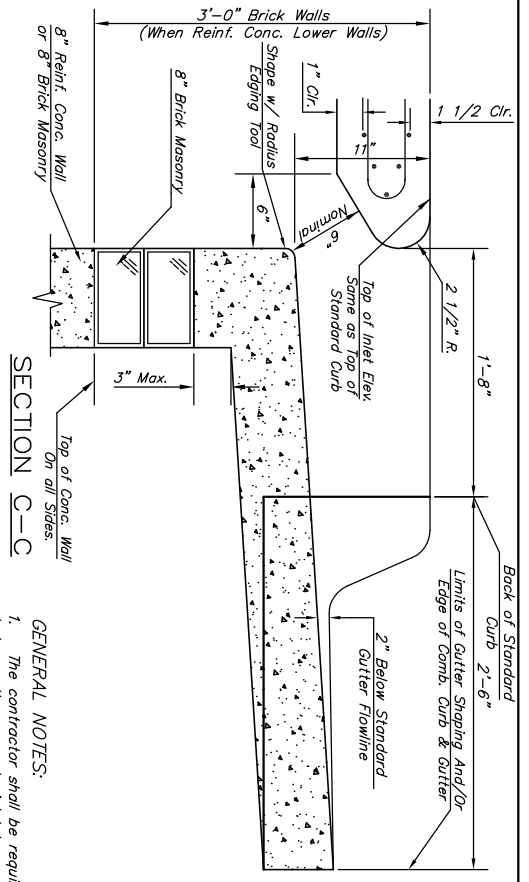 3'-0" Brick Walls
(When Reinf. Conc. Lower Walls)
8" Reinf. Conc. Wall
or 8" Brick Masonry
8" Brick Masonry
Shape w/ Radius
Edging Tool
1" Clr.
1 1/2 Clr.
11"
6"
Nominal
6"
Top of Inlet Elev.
Same as Top of
Standard Curb
2 1/2" R.
1'-8"
Back of Standard
Curb 2'-6"
Limits of Gutter Shaping And/Or
Edge of Comb. Curb & Gutter
2" Below Standard
Gutter Flowline
3" Max.
Top of Conc. Wall
On all Sides.
SECTION C-C
GENERAL NOTES:
1. The contractor shall be requi